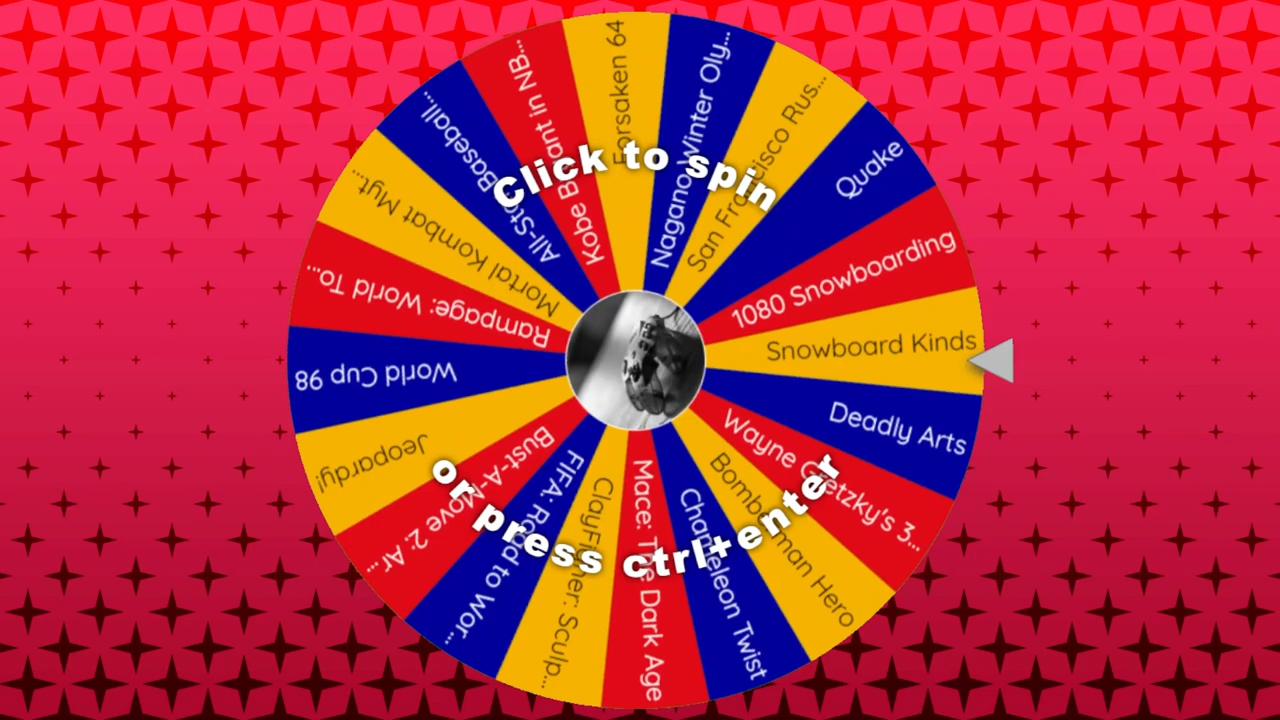 Click to spin
or press ctrl+enter
Forsaken 64
Nagano Winter Oly...
San Francisco Rus...
Quake
1080 Snowboarding
Snowboard Kinds
Deadly Arts
Wayne Gretzky's 3...
Bomberman Hero
Chameleon Twist
Mace: The Dark Age
ClayFighter: Sculp...
FIFA: Road to Wor...
Bust-A-Move 2: Ar...
Jeopardy!
World Cup 98
Rampage: World To...
Mortal Kombat Myt...
All-Star Baseball...
Kobe Bryant in NB...